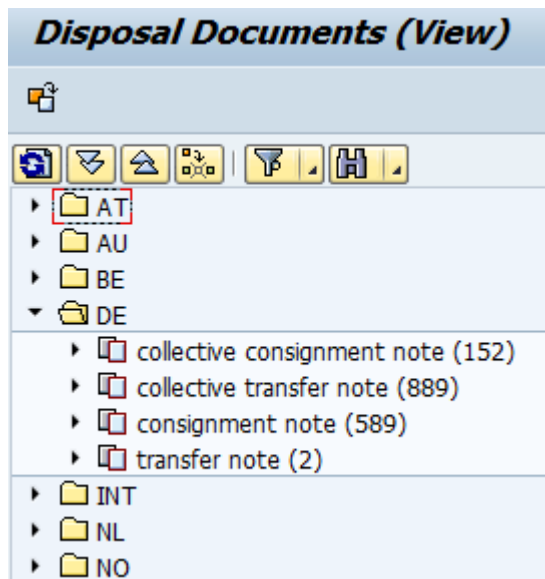 Disposal Documents (View)
AT
AU
BE
DE
collective consignment note (152)
collective transfer note (889)
consignment note (589)
transfer note (2)
INT
NL
NO